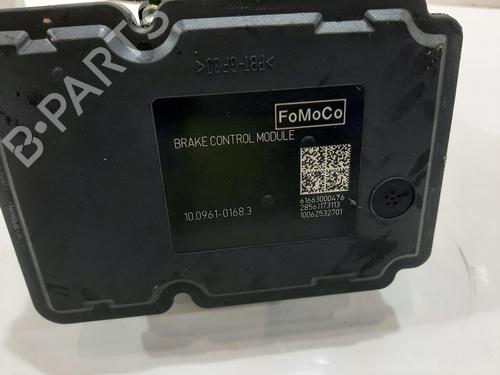 B-PARTS
>PBT-GF30<
FoMoCo
BRAKE CONTROL MODULE
10.0961-0168.3
61663000476
28561173113
10062532701